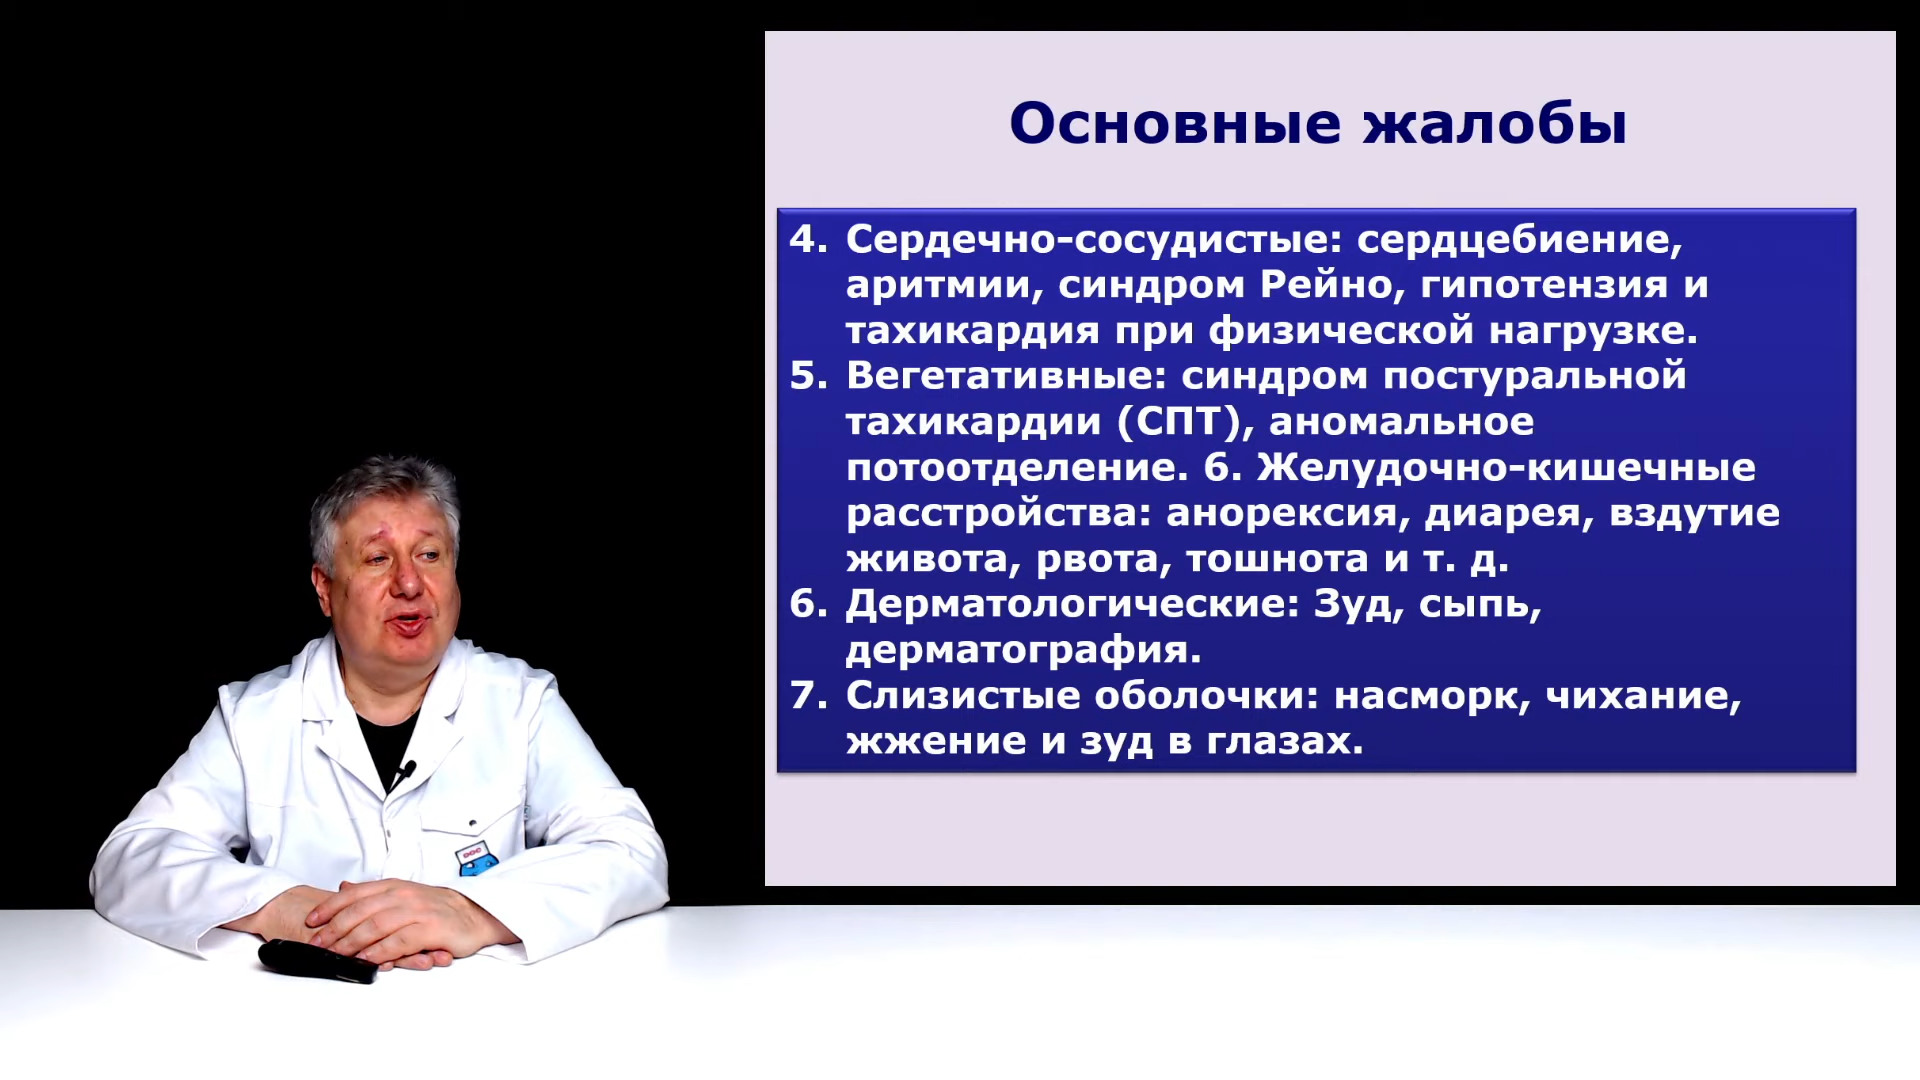 Основные жалобы
4. Сердечно-сосудистые: сердцебиение,
аритмии, синдром Рейно, гипотензия и
тахикардия при физической нагрузке.
5. Вегетативные: синдром постуральной
тахикардии (СПТ), аномальное
потоотделение. 6. Желудочно-кишечные
расстройства: анорексия, диарея, вздутие
живота, рвота, тошнота и т. д.
6. Дерматологические: Зуд, сыпь,
дерматография.
7. Слизистые оболочки: насморк, чихание,
жжение и зуд в глазах.